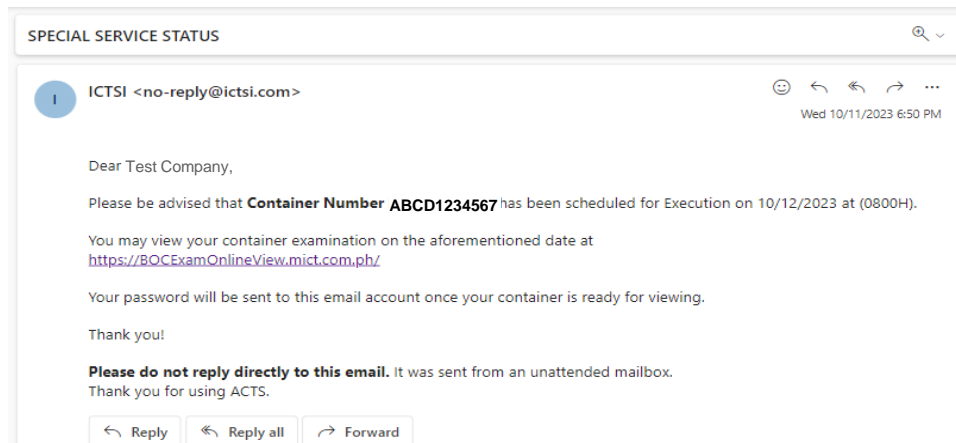 SPECIAL SERVICE STATUS
I
ICTSI <no-reply@ictsi.com>
Wed 10/11/2023 6:50 PM
Dear Test Company,
Please be advised that Container Number ABCD1234567 has been scheduled for Execution on 10/12/2023 at (0800H).
You may view your container examination on the aforementioned date at
https://BOCExamOnlineView.mict.com.ph/
Your password will be sent to this email account once your container is ready for viewing.
Thank you!
Please do not reply directly to this email. It was sent from an unattended mailbox.
Thank you for using ACTS.
Reply Reply all Forward